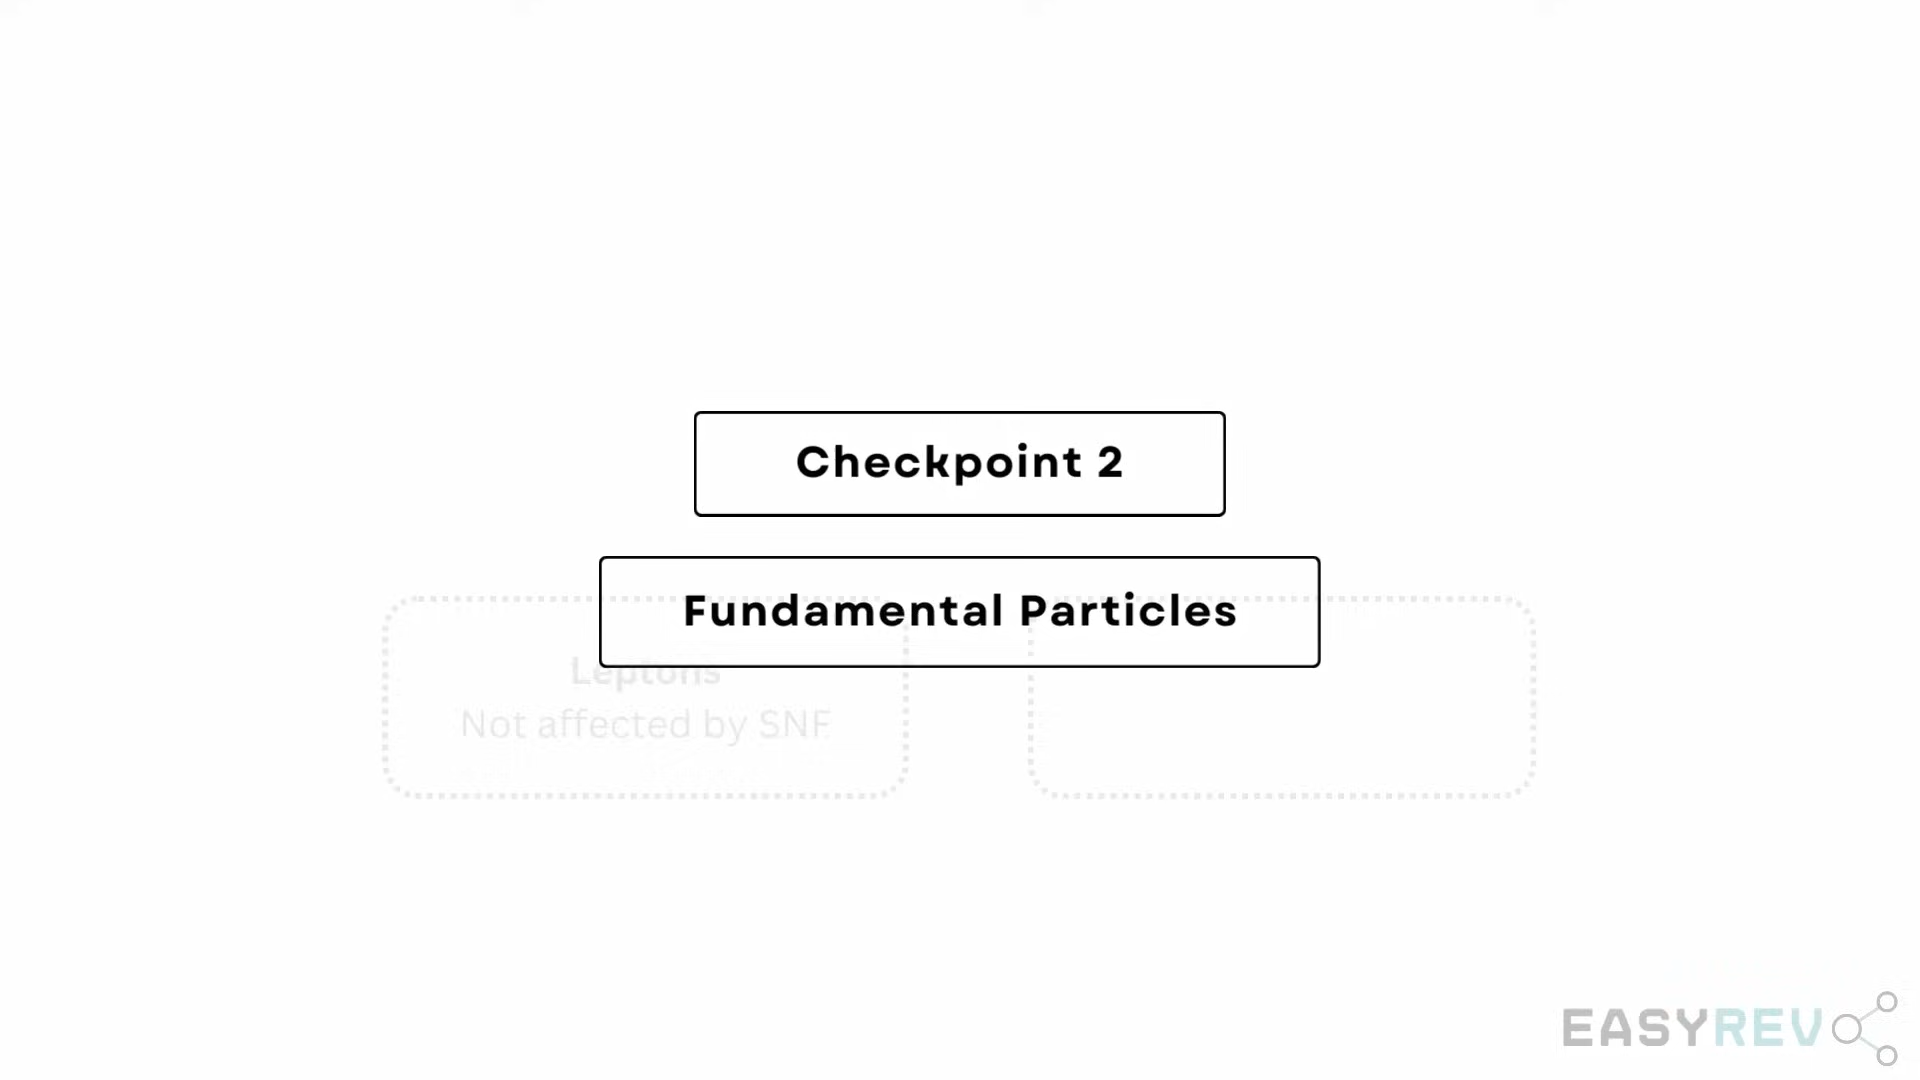 Checkpoint 2
Fundamental Particles
Leptons
Not affected by SNF
EASYREV